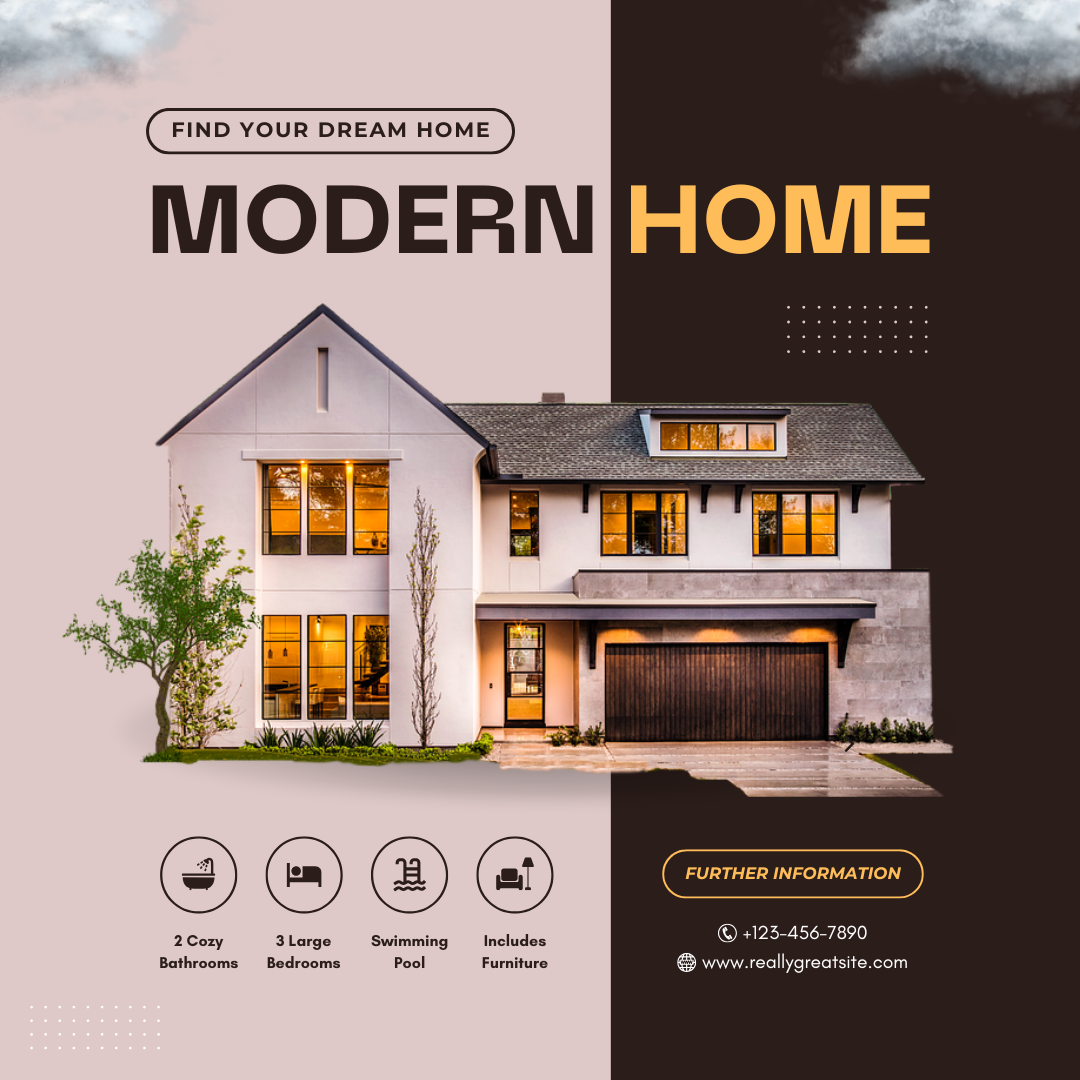 FIND YOUR DREAM HOME
MODERN HOME
2 Cozy
Bathrooms
3 Large
Bedrooms
Swimming
Pool
Includes
Furniture
FURTHER INFORMATION
+123-456-7890
www.reallygreatsite.com